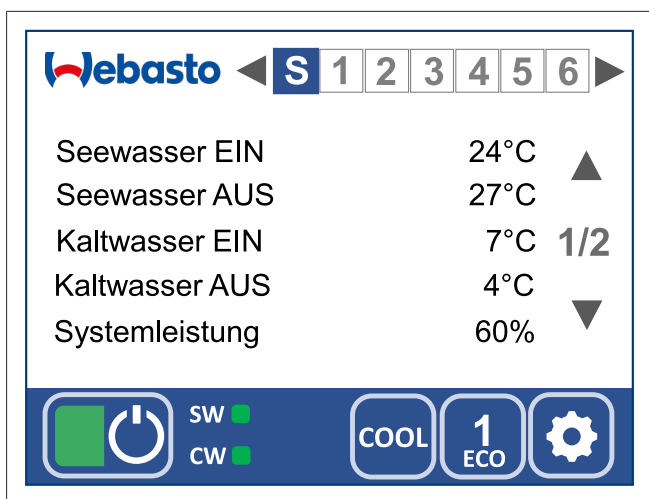 Webasto S 1 2 3 4 5 6
Seewasser EIN 24°C
Seewasser AUS 27°C
Kaltwasser EIN 7°C 1/2
Kaltwasser AUS 4°C
Systemleistung 60%
SW
CW
COOL
1
ECO